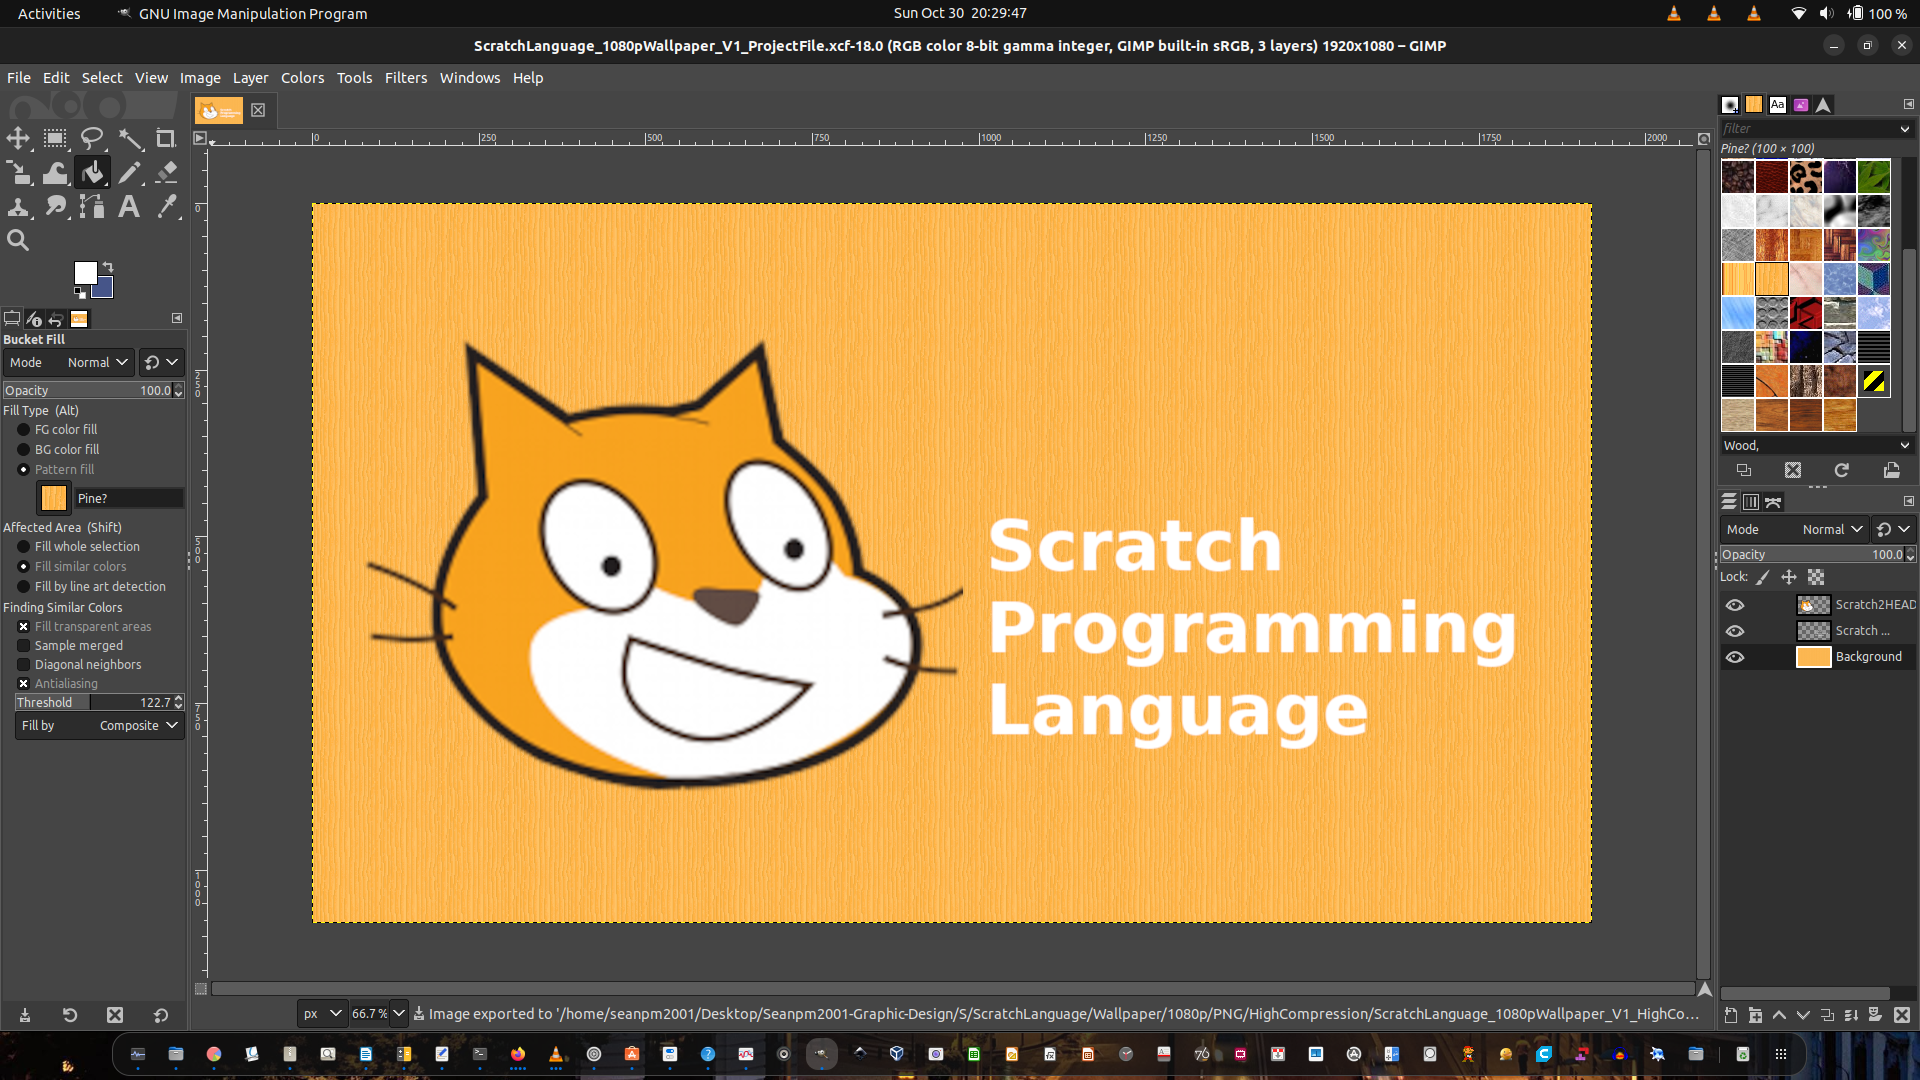 Activities
GNU Image Manipulation Program
Sun Oct 30 20:29:47
100 %
ScratchLanguage_1080pWallpaper_V1_ProjectFile.xcf-18.0 (RGB color 8-bit gamma integer, GIMP built-in sRGB, 3 layers) 1920x1080 – GIMP
File Edit Select View Image Layer Colors Tools Filters Windows Help
0 250 500 750 1000 1250 1500 1750 2000
0
250
500
750
1000
Bucket Fill
Mode Normal
Opacity 100.0
Fill Type (Alt)
FG color fill
BG color fill
Pattern fill
Pine?
Affected Area (Shift)
Fill whole selection
Fill similar colors
Fill by line art detection
Finding Similar Colors
Fill transparent areas
Sample merged
Diagonal neighbors
Antialiasing
Threshold 122.7
Fill by Composite
Scratch
Programming
Language
Aa
filter
Pine? (100 × 100)
Wood,
Mode Normal
Opacity 100.0
Lock:
Scratch2HEAD
Scratch ...
Background
px
66.7 %
Image exported to '/home/seanpm2001/Desktop/Seanpm2001-Graphic-Design/S/ScratchLanguage/Wallpaper/1080p/PNG/HighCompression/ScratchLanguage_1080pWallpaper_V1_HighCo...
76